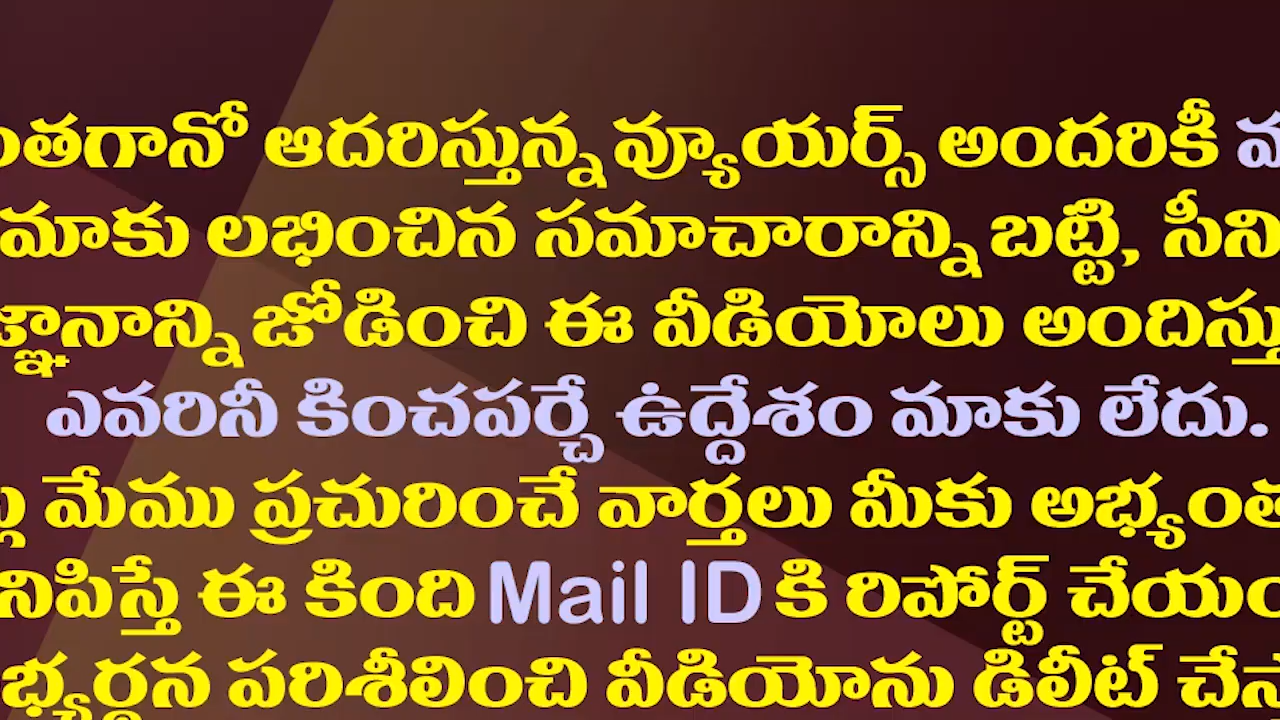 ఆదరిస్తున్న వ్యూయర్స్ అందరికీ
మాకు లభించిన సమాచారాన్ని బట్టి,
జోడించి ఈ వీడియోలు
ఎవరినీ కించపర్చే ఉద్దేశం మాకు లేదు.
మేము ప్రచురించే వార్తలు మీకు
ఈ కింది Mail ID కి రిపోర్ట్
పరిశీలించి వీడియోను డిలీట్